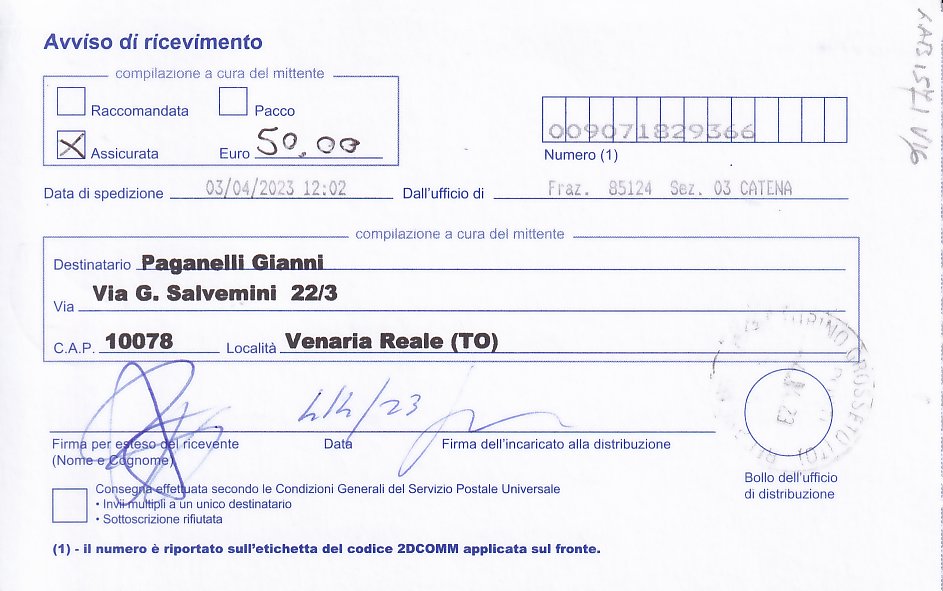 Avviso di ricevimento
compilazione a cura del mittente
Raccomandata Pacco
Assicurata Euro 50,00
009071829366
Numero (1)
Data di spedizione 03/04/2023 12:02 Dall'ufficio di Fraz. 85124 Sez. 03 CATENA
compilazione a cura del mittente
Destinatario Paganelli Gianni
Via Via G. Salvemini 22/3
C.A.P. 10078 Località Venaria Reale (TO)
4/4/23
Firma per esteso del ricevente Data Firma dell'incaricato alla distribuzione
(Nome e Cognome)
Bollo dell'ufficio
di distribuzione
Consegna effettuata secondo le Condizioni Generali del Servizio Postale Universale
• Invii multipli a un unico destinatario
• Sottoscrizione rifiutata
(1) - il numero è riportato sull'etichetta del codice 2DCOMM applicata sul fronte.